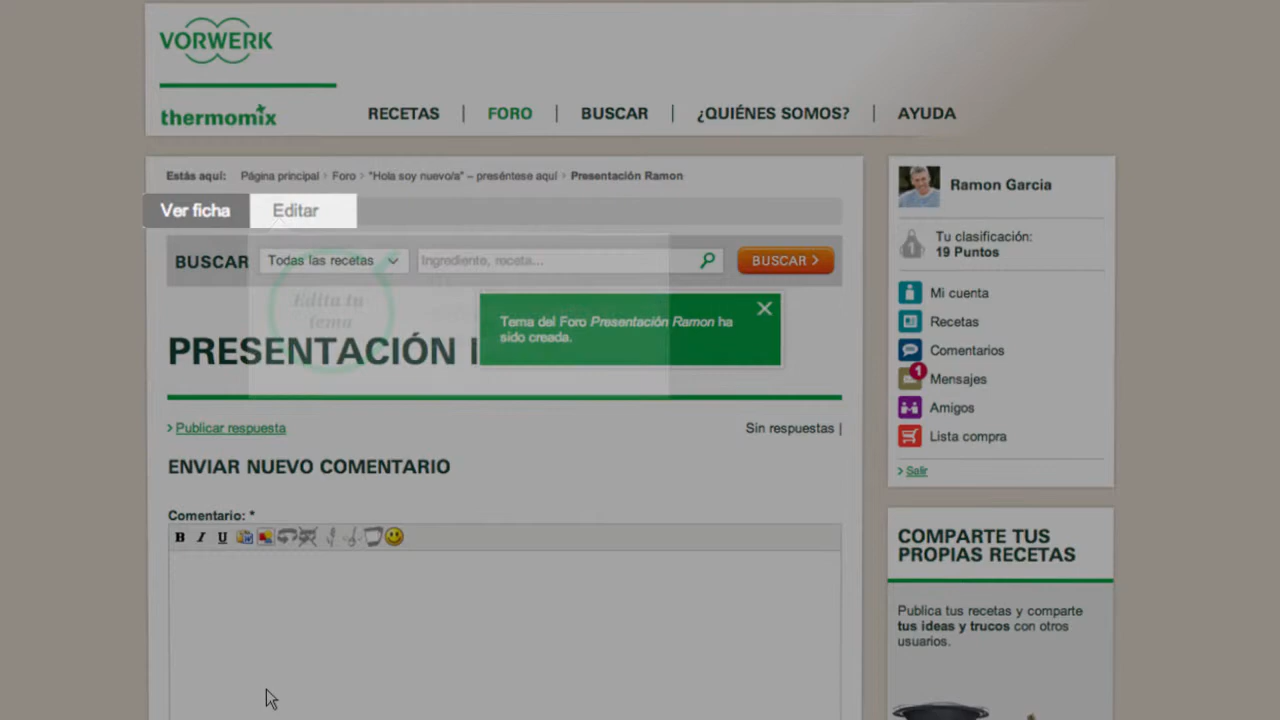 VORWERK
thermomix
RECETAS | FORO | BUSCAR | ¿QUIÉNES SOMOS? | AYUDA
Estás aquí: Página principal › Foro › "Hola soy nuevo/a" – preséntese aquí › Presentación Ramon
Ver ficha Editar
BUSCAR Todas las recetas Ingrediente, receta... BUSCAR >
Edita tu
tema
Tema del Foro Presentación Ramon ha
sido creada.
PRESENTACIÓN
› Publicar respuesta Sin respuestas |
ENVIAR NUEVO COMENTARIO
Comentario: *
B I U
Ramon Garcia
1
Tu clasificación:
19 Puntos
Mi cuenta
Recetas
Comentarios
1
Mensajes
Amigos
Lista compra
› Salir
COMPARTE TUS
PROPIAS RECETAS
Publica tus recetas y comparte
tus ideas y trucos con otros
usuarios.